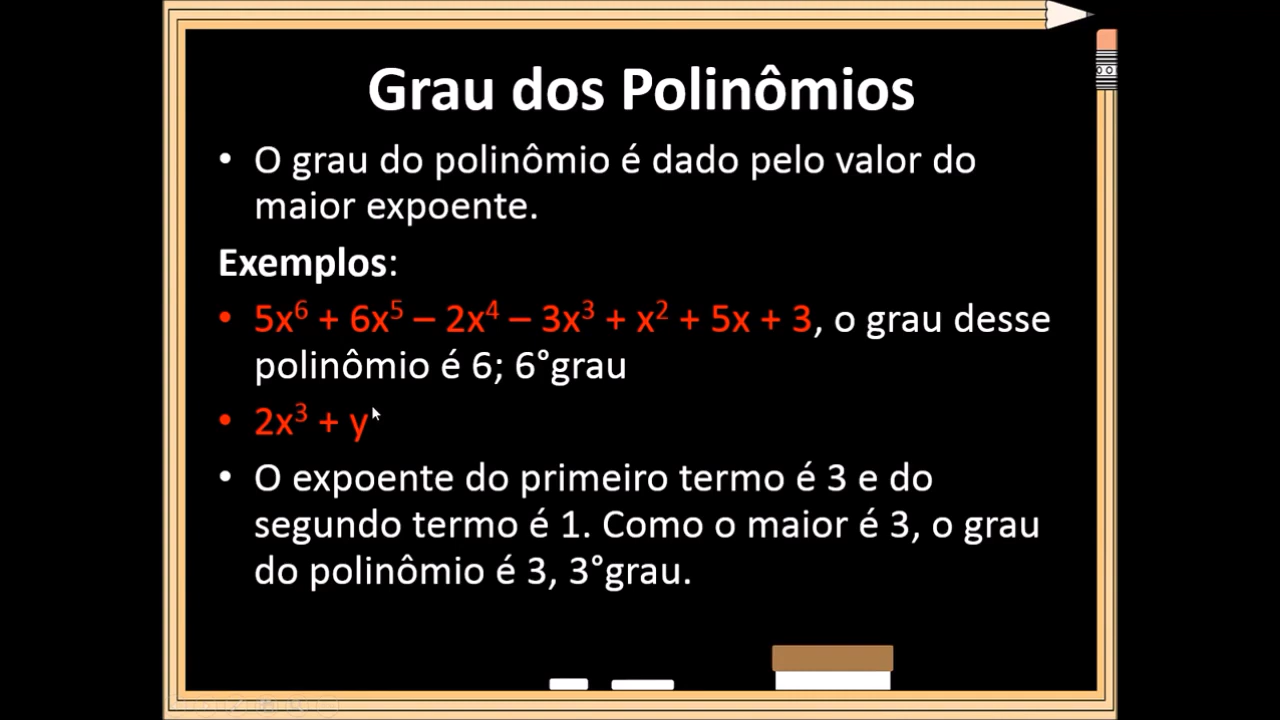 Grau dos Polinômios
• O grau do polinômio é dado pelo valor do
maior expoente.
Exemplos:
• 5x⁶ + 6x⁵ – 2x⁴ – 3x³ + x² + 5x + 3, o grau desse
polinômio é 6; 6°grau
• 2x³ + y
• O expoente do primeiro termo é 3 e do
segundo termo é 1. Como o maior é 3, o grau
do polinômio é 3, 3°grau.